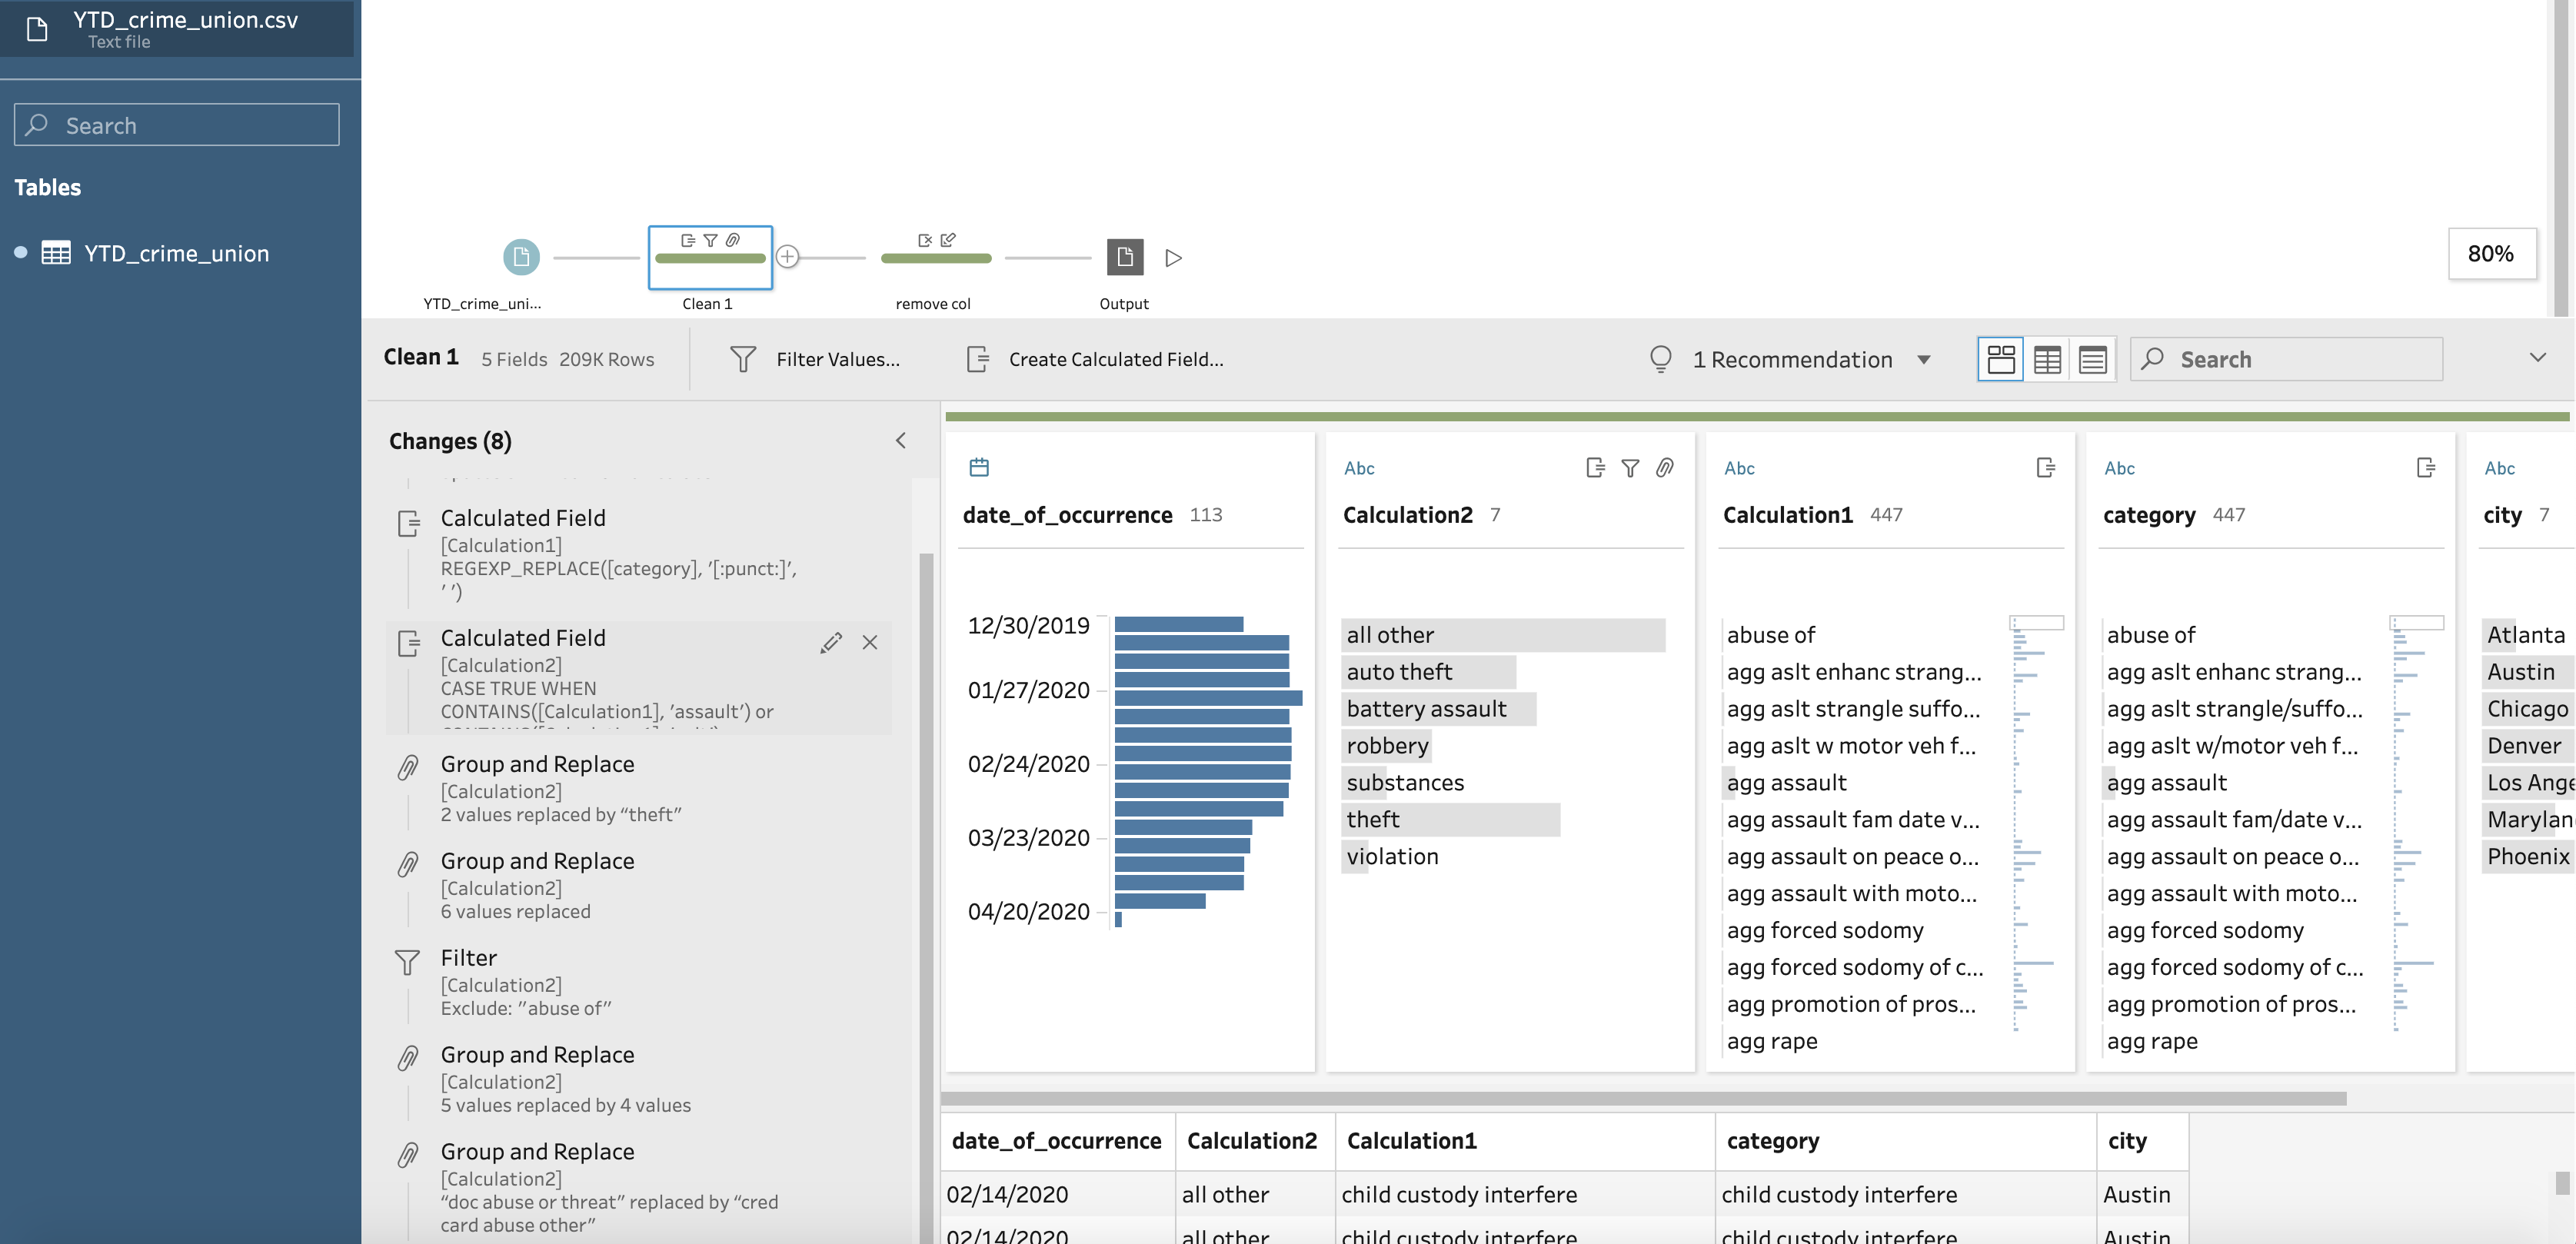 YTD_crime_union.csv
Text file
Search
Tables
YTD_crime_union
YTD_crime_uni...
Clean 1
remove col
Output
80%
Clean 1 5 Fields 209K Rows
Filter Values...
Create Calculated Field...
1 Recommendation
Search
Changes (8)
Calculated Field
[Calculation1]
REGEXP_REPLACE([category], '[:punct:]',
' ')
Calculated Field
[Calculation2]
CASE TRUE WHEN
CONTAINS([Calculation1], 'assault') or
Group and Replace
[Calculation2]
2 values replaced by “theft”
Group and Replace
[Calculation2]
6 values replaced
Filter
[Calculation2]
Exclude: "abuse of"
Group and Replace
[Calculation2]
5 values replaced by 4 values
Group and Replace
[Calculation2]
“doc abuse or threat” replaced by “cred
card abuse other”
date_of_occurrence 113
12/30/2019
01/27/2020
02/24/2020
03/23/2020
04/20/2020
Abc
Calculation2 7
all other
auto theft
battery assault
robbery
substances
theft
violation
Abc
Calculation1 447
abuse of
agg aslt enhanc strang...
agg aslt strangle suffo...
agg aslt w motor veh f...
agg assault
agg assault fam date v...
agg assault on peace o...
agg assault with moto...
agg forced sodomy
agg forced sodomy of c...
agg promotion of pros...
agg rape
Abc
category 447
abuse of
agg aslt enhanc strang...
agg aslt strangle/suffo...
agg aslt w/motor veh f...
agg assault
agg assault fam/date v...
agg assault on peace o...
agg assault with moto...
agg forced sodomy
agg forced sodomy of c...
agg promotion of pros...
agg rape
Abc
city 7
Atlanta
Austin
Chicago
Denver
Los Ange
Marylan
Phoenix
date_of_occurrence Calculation2 Calculation1 category city
02/14/2020 all other child custody interfere child custody interfere Austin
02/14/2020 all other child custody interfere child custody interfere Austin